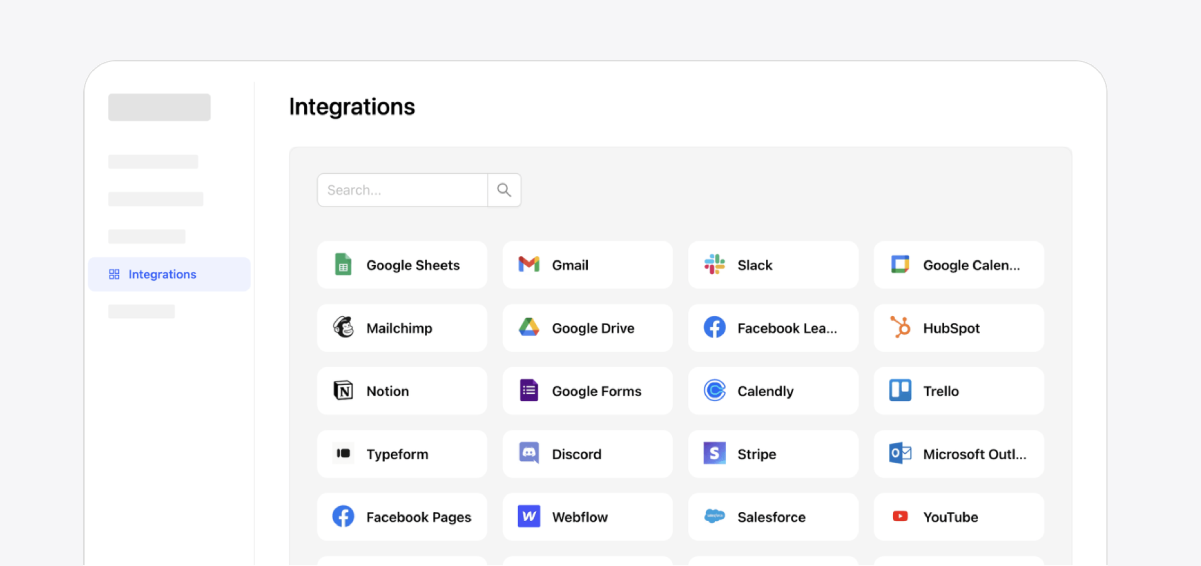 Integrations
Search...
Integrations
Google Sheets
Gmail
Slack
Google Calen...
Mailchimp
Google Drive
Facebook Lea...
HubSpot
Notion
Google Forms
Calendly
Trello
Typeform
Discord
Stripe
Microsoft Outl...
Facebook Pages
Webflow
Salesforce
YouTube